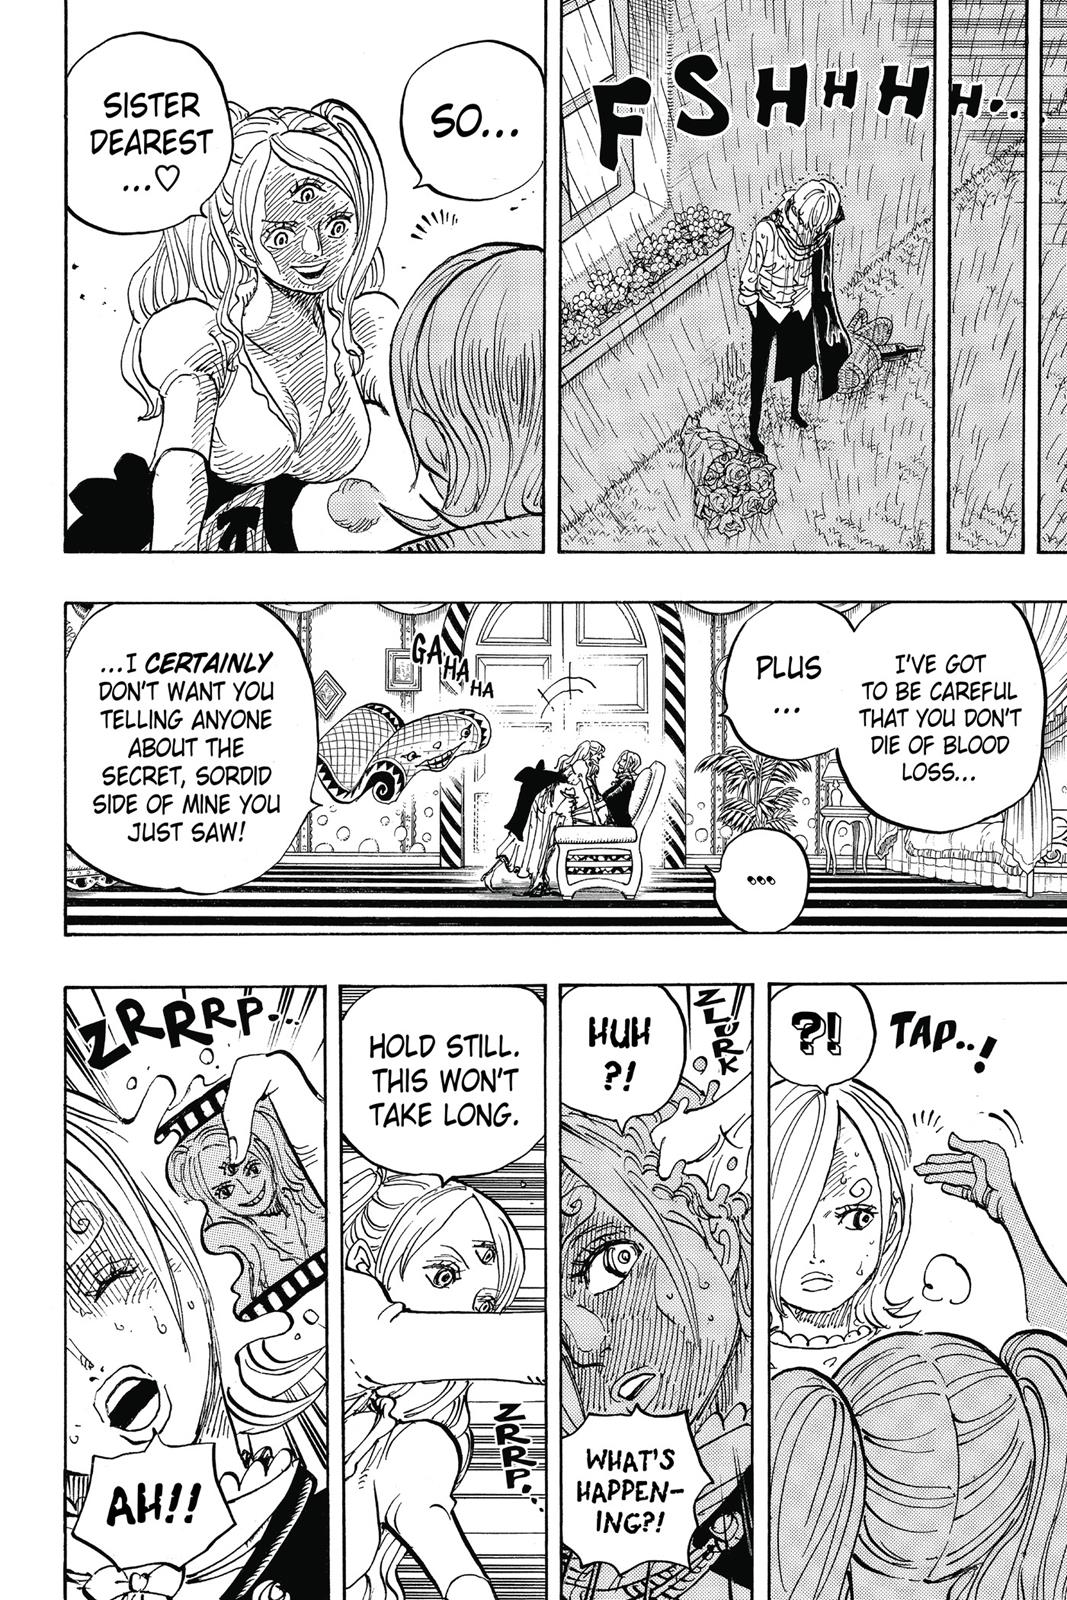 FSHHHH...
SO...
SISTER
DEAREST
...♡
I'VE GOT
TO BE CAREFUL
THAT YOU DON'T
DIE OF BLOOD
LOSS...
PLUS
...
...
GAHAHA
...I CERTAINLY
DON'T WANT YOU
TELLING ANYONE
ABOUT THE
SECRET, SORDID
SIDE OF MINE YOU
JUST SAW!
TAP..!
?!
ZLURK
HUH
?!
WHAT'S
HAPPEN-
ING?!
HOLD STILL.
THIS WON'T
TAKE LONG.
ZRRP..
ZRRRP...
AH!!